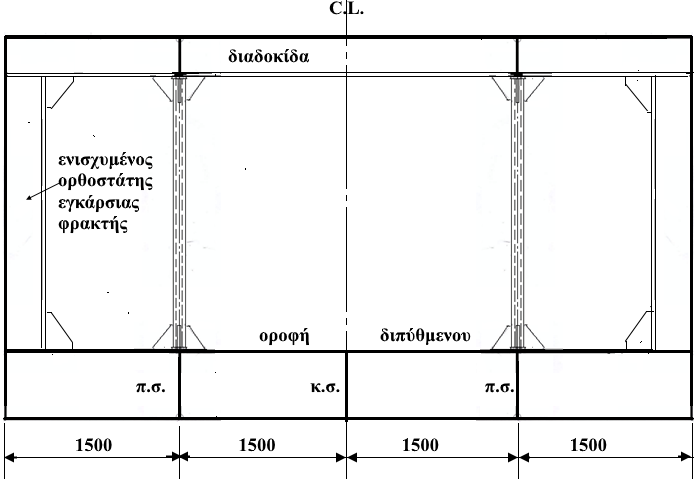 C.L.
διαδοκίδα
ενισχυμένος
ορθοστάτης
εγκάρσιας
φρακτής
οροφή διπύθμενου
π.σ. κ.σ. π.σ.
1500 1500 1500 1500